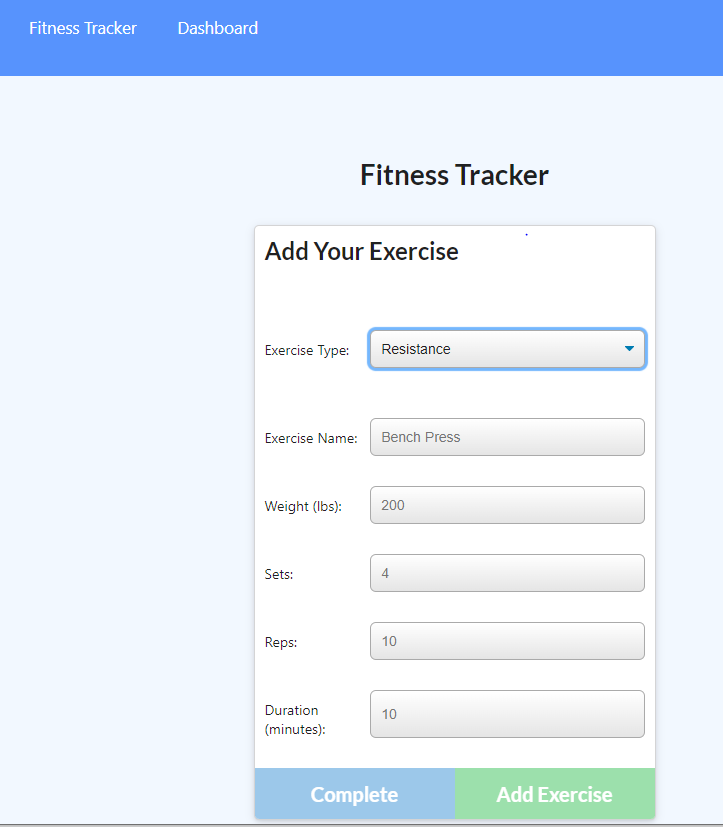 Fitness Tracker Dashboard
Fitness Tracker
Add Your Exercise
Exercise Type: Resistance
Exercise Name: Bench Press
Weight (lbs): 200
Sets: 4
Reps: 10
Duration
(minutes): 10
Complete Add Exercise